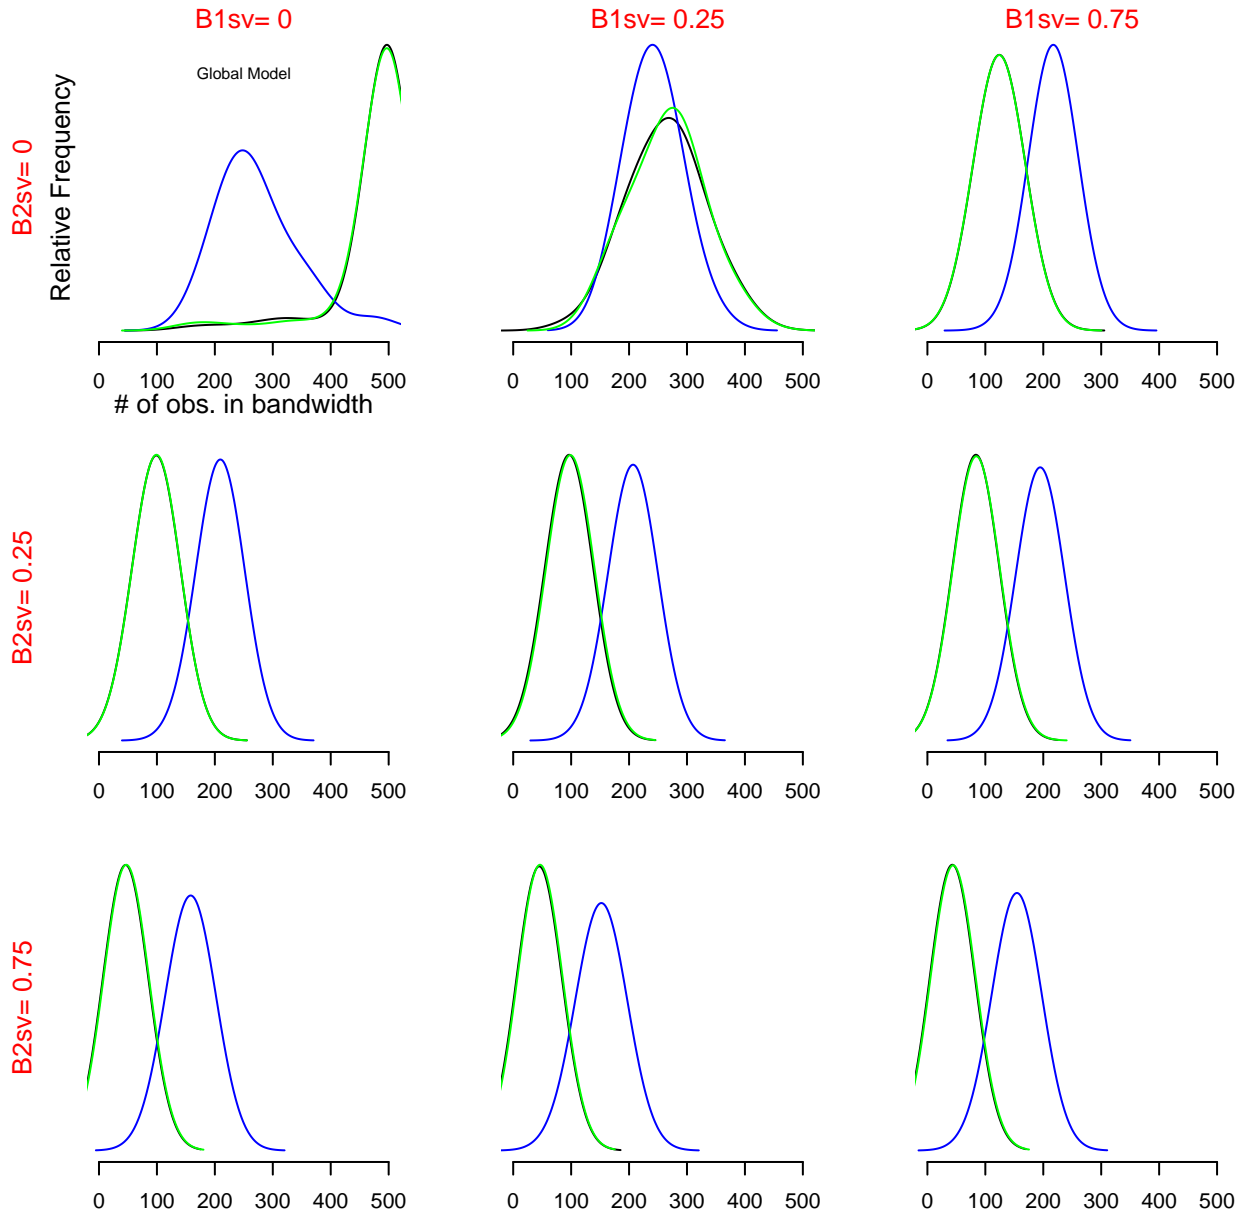 B1sv= 0
B1sv= 0.25
B1sv= 0.75
B2sv= 0
Relative Frequency
Global Model
0 100 200 300 400 500
# of obs. in bandwidth
0 100 200 300 400 500
0 100 200 300 400 500
B2sv= 0.25
0 100 200 300 400 500
0 100 200 300 400 500
0 100 200 300 400 500
B2sv= 0.75
0 100 200 300 400 500
0 100 200 300 400 500
0 100 200 300 400 500